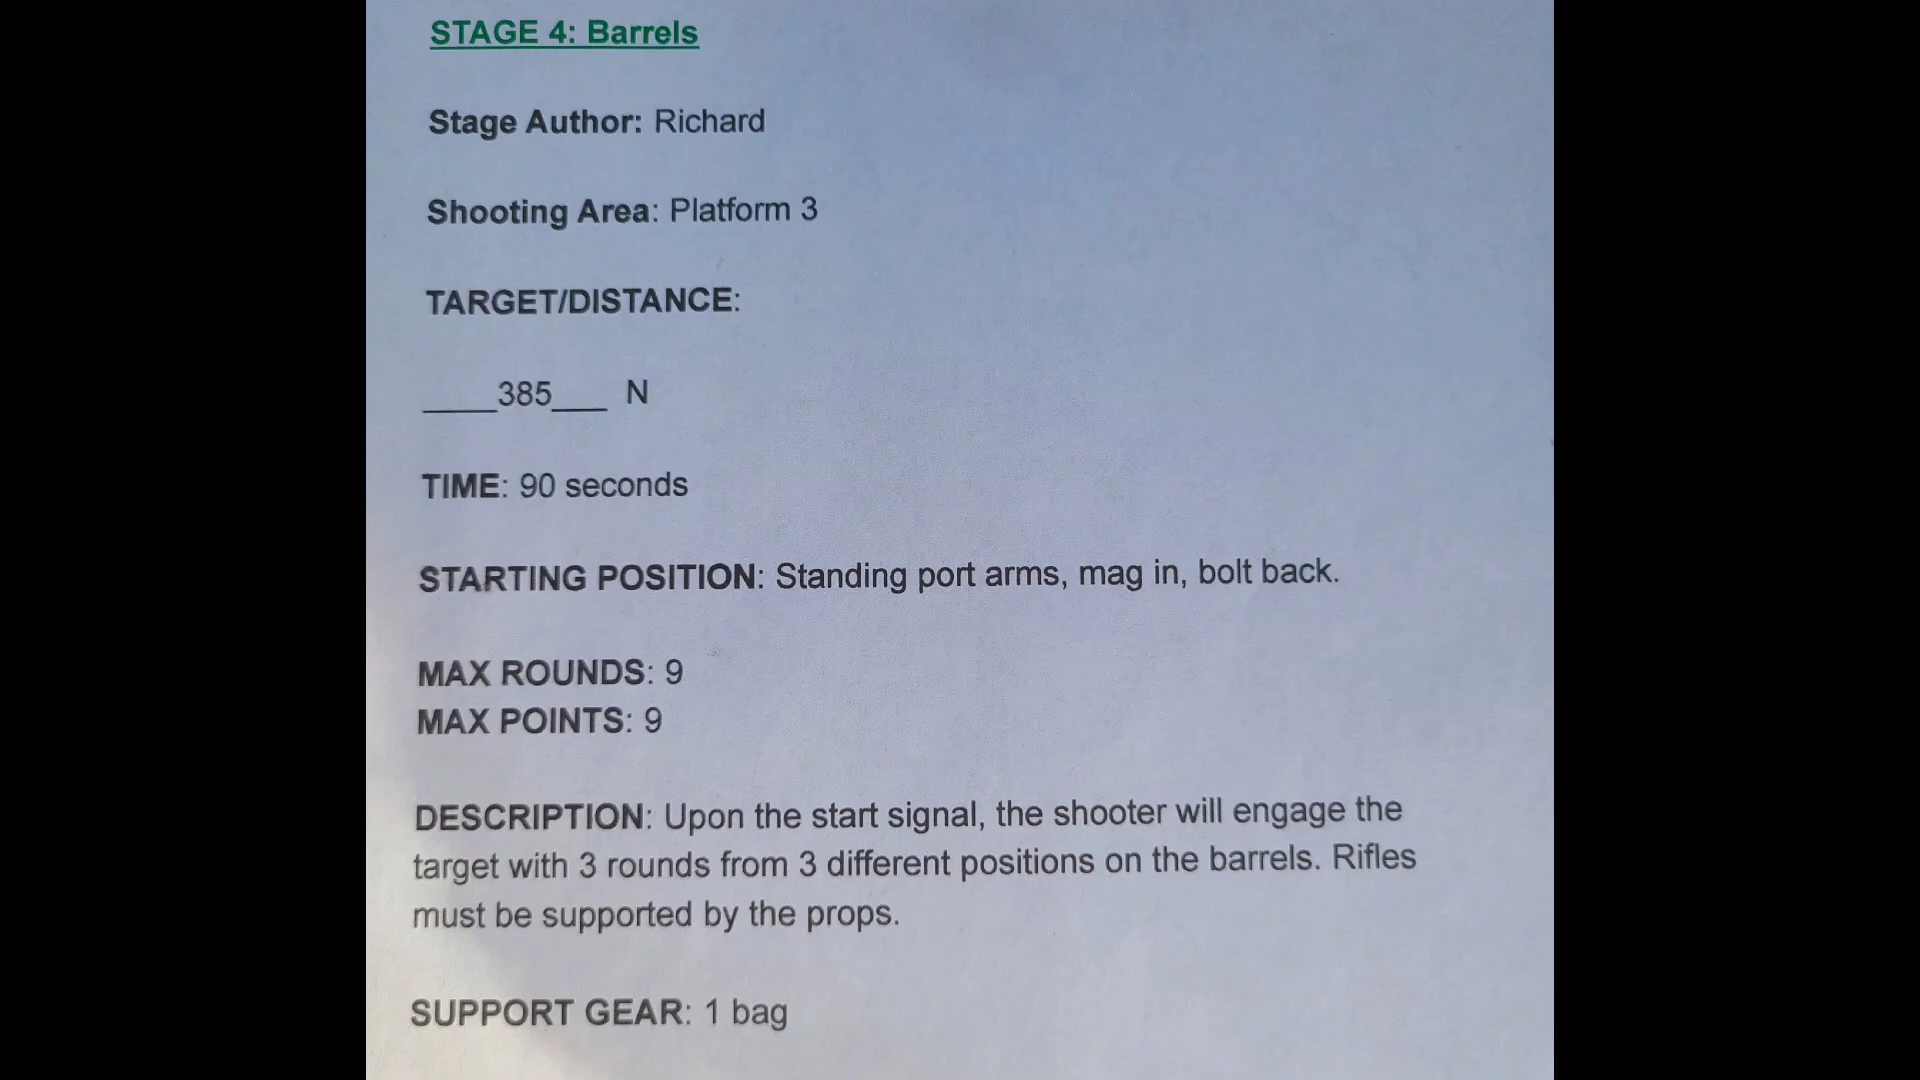 STAGE 4: Barrels
Stage Author: Richard
Shooting Area: Platform 3
TARGET/DISTANCE:
____385___ N
TIME: 90 seconds
STARTING POSITION: Standing port arms, mag in, bolt back.
MAX ROUNDS: 9
MAX POINTS: 9
DESCRIPTION: Upon the start signal, the shooter will engage the
target with 3 rounds from 3 different positions on the barrels. Rifles
must be supported by the props.
SUPPORT GEAR: 1 bag